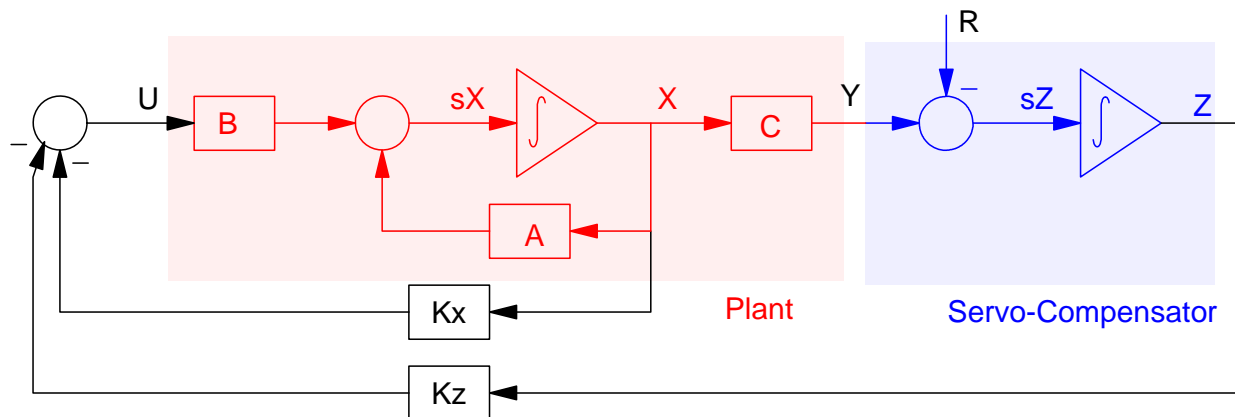 R
U
B
sX
∫
X
C
Y
−
sZ
∫
Z
−
−
A
Kx
Plant
Servo-Compensator
Kz